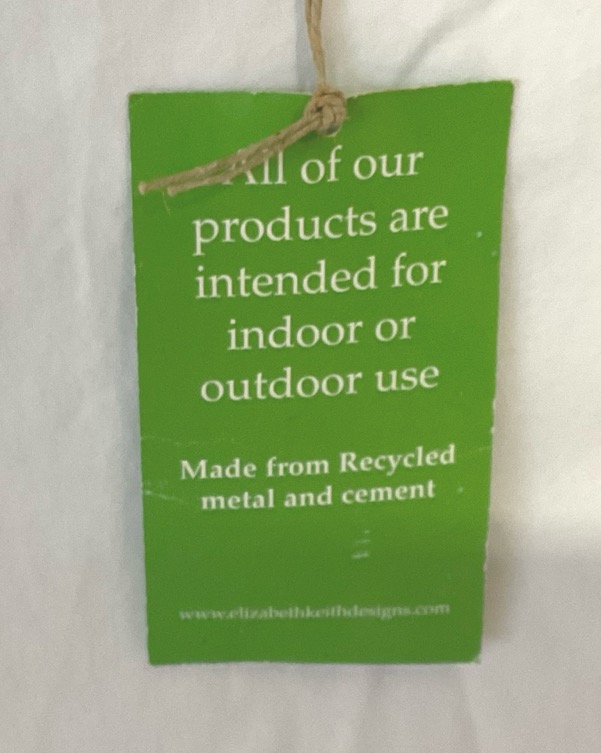 All of our
products are
intended for
indoor or
outdoor use
Made from Recycled
metal and cement
www.elizabethkeithdesigns.com